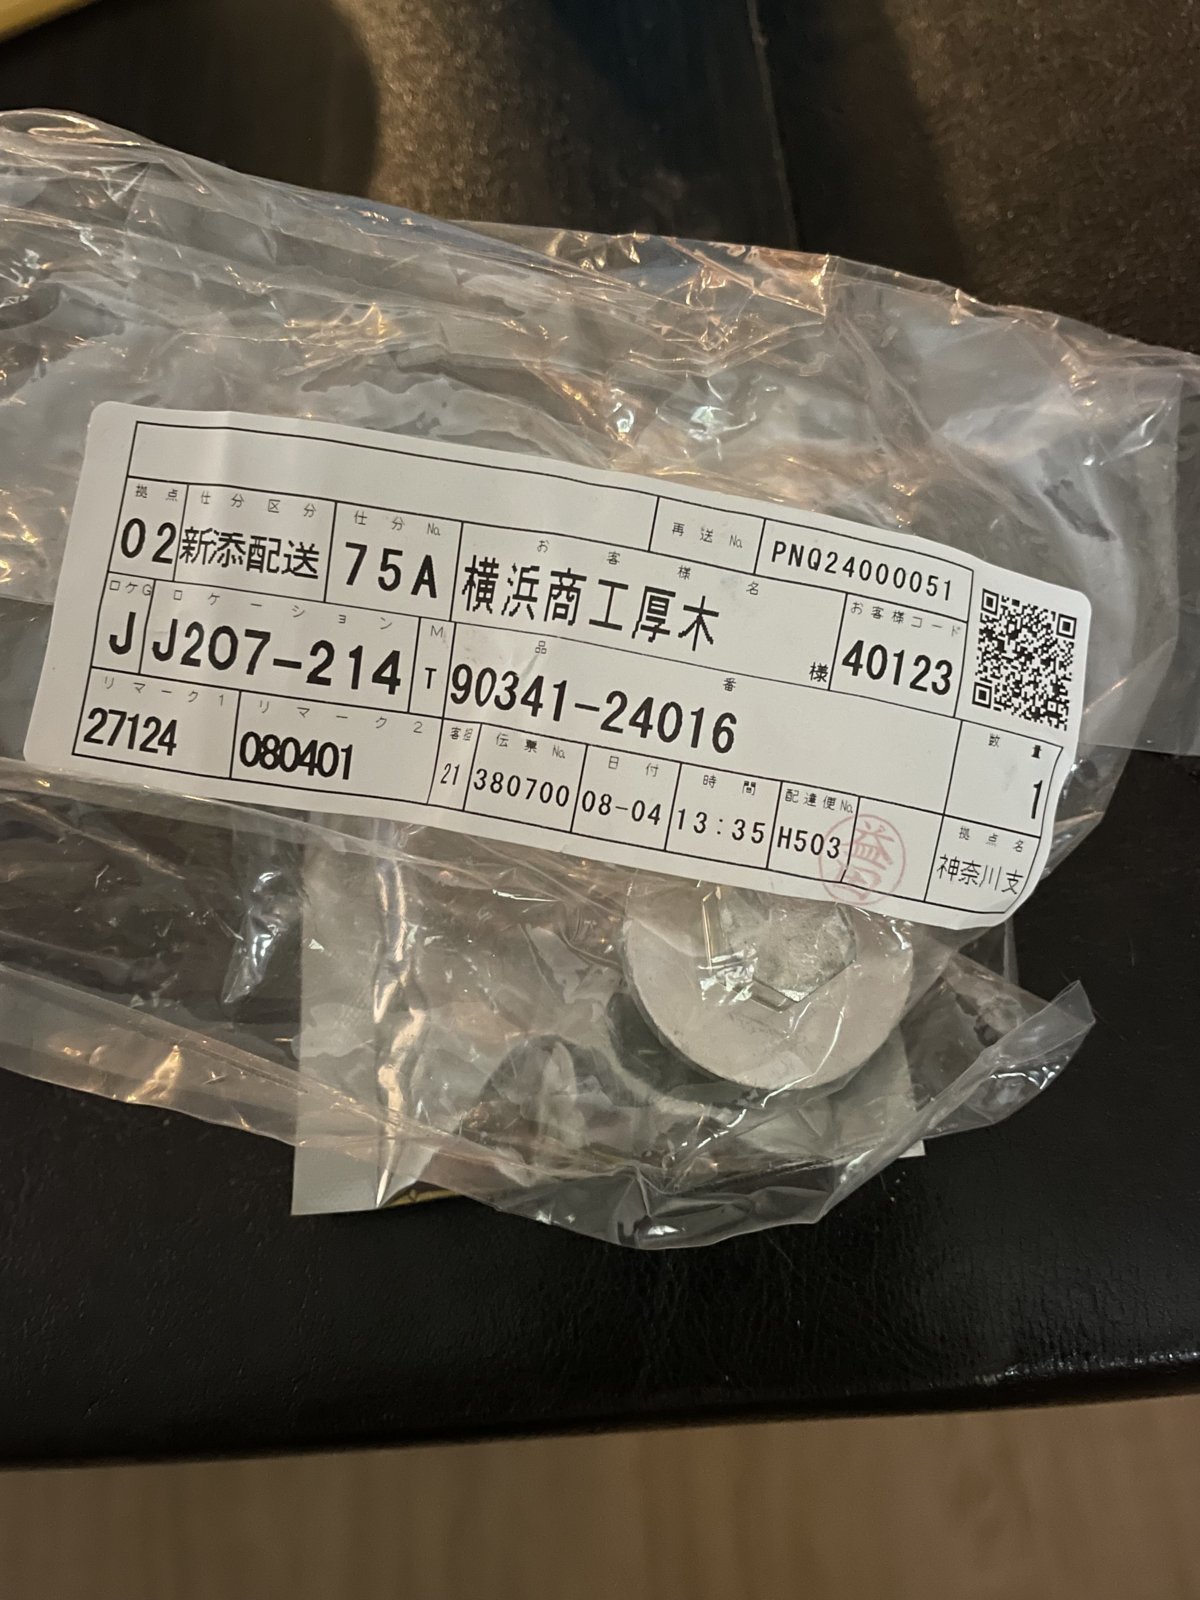 再送No. PNQ24000051
拠点 仕分区分 仕分No. お客様名 お客様コード
02 新添配送 75A 横浜商工厚木 様 40123
ロケG ロケーション M 品番 数量
J J207-214 T 90341-24016 1
リマーク1 リマーク2 客担 伝票No. 日付 時間 配達便No. 拠点名
27124 080401 21 380700 08-04 13:35 H503 神奈川支